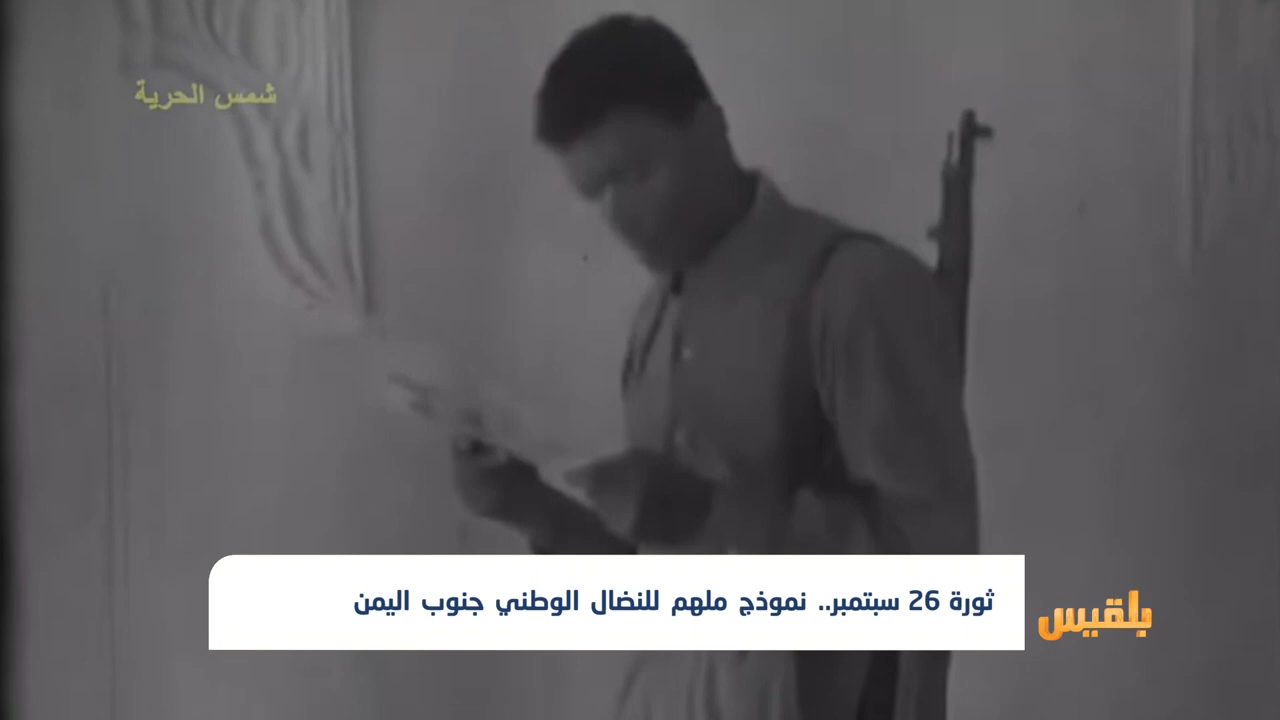 شمس الحرية
ثورة 26 سبتمبر.. نموذج ملهم للنضال الوطني جنوب اليمن
بلقيس